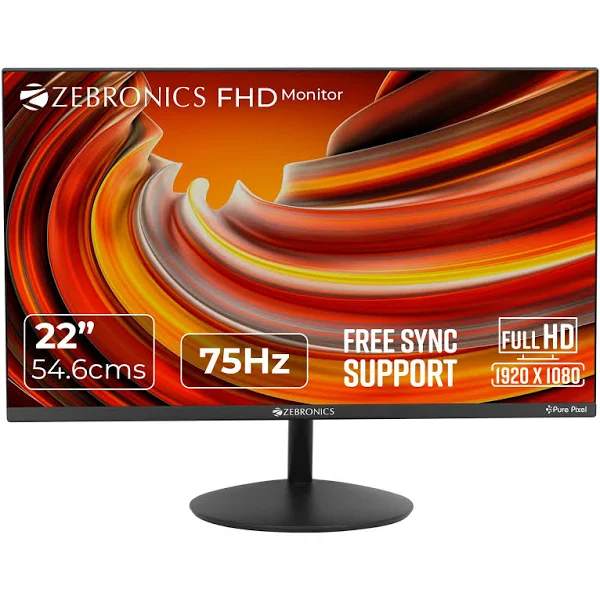 ZEBRONICS FHD Monitor
22”
54.6cms
75Hz
FREE SYNC
SUPPORT
FULL HD
1920 X 1080
ZEBRONICS
Pure Pixel